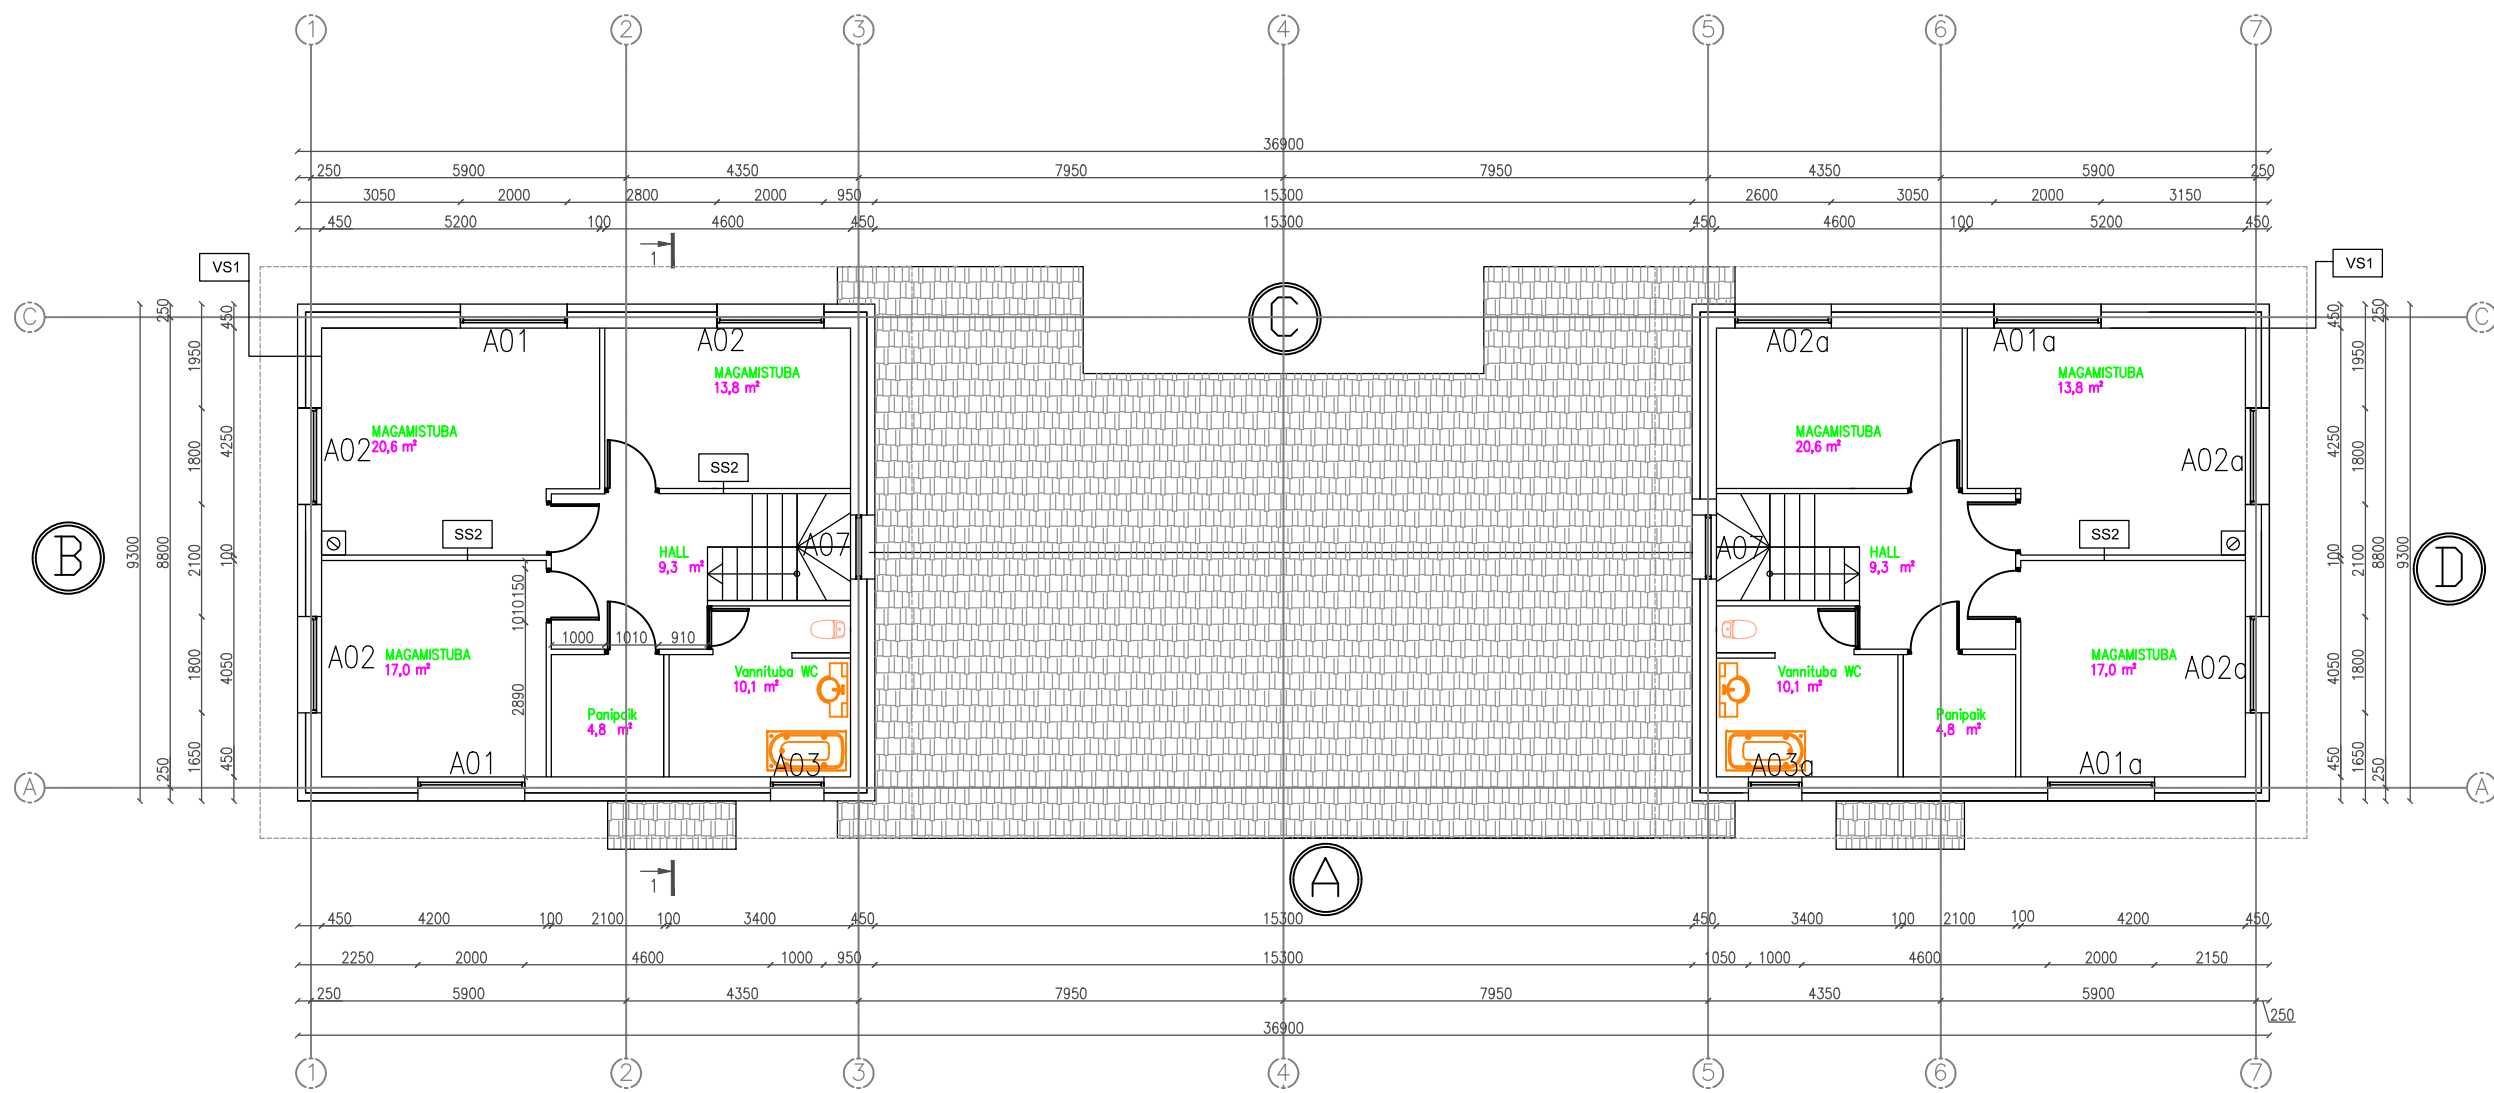 1 2 3 4 5 6 7
36900
250 5900 4350 7950 7950 4350 5900 250
3050 2000 2800 2000 950 15300 2600 3050 2000 3150
450 5200 100 4600 450 15300 450 4600 100 5200 450
1
VS1 VS1
C C
C
9300
250 8800 250
1950 1800 2100 1800 1650
450 4250 100 4050 450
450 4250 100 4050 450
1950 1800 2100 1800 1650
250 8800 250
9300
A01 A02 A02a A01a
MAGAMISTUBA
13,8 m²
MAGAMISTUBA
13,8 m²
MAGAMISTUBA
20,6 m²
MAGAMISTUBA
20,6 m²
A02 A02a
SS2
SS2 SS2
A07 A07
HALL
9,3 m²
HALL
9,3 m²
B D
150
1010
2890
1000 1010 910
A02 A02a
MAGAMISTUBA
17,0 m²
MAGAMISTUBA
17,0 m²
Vannituba WC
10,1 m²
Vannituba WC
10,1 m²
Panipaik
4,8 m²
Panipaik
4,8 m²
A01 A03 A03a A01a
A A
A
1
450 4200 100 2100 100 3400 450 15300 450 3400 100 2100 100 4200 450
2250 2000 4600 1000 950 15300 1050 1000 4600 2000 2150
250 5900 4350 7950 7950 4350 5900
250
36900
1 2 3 4 5 6 7